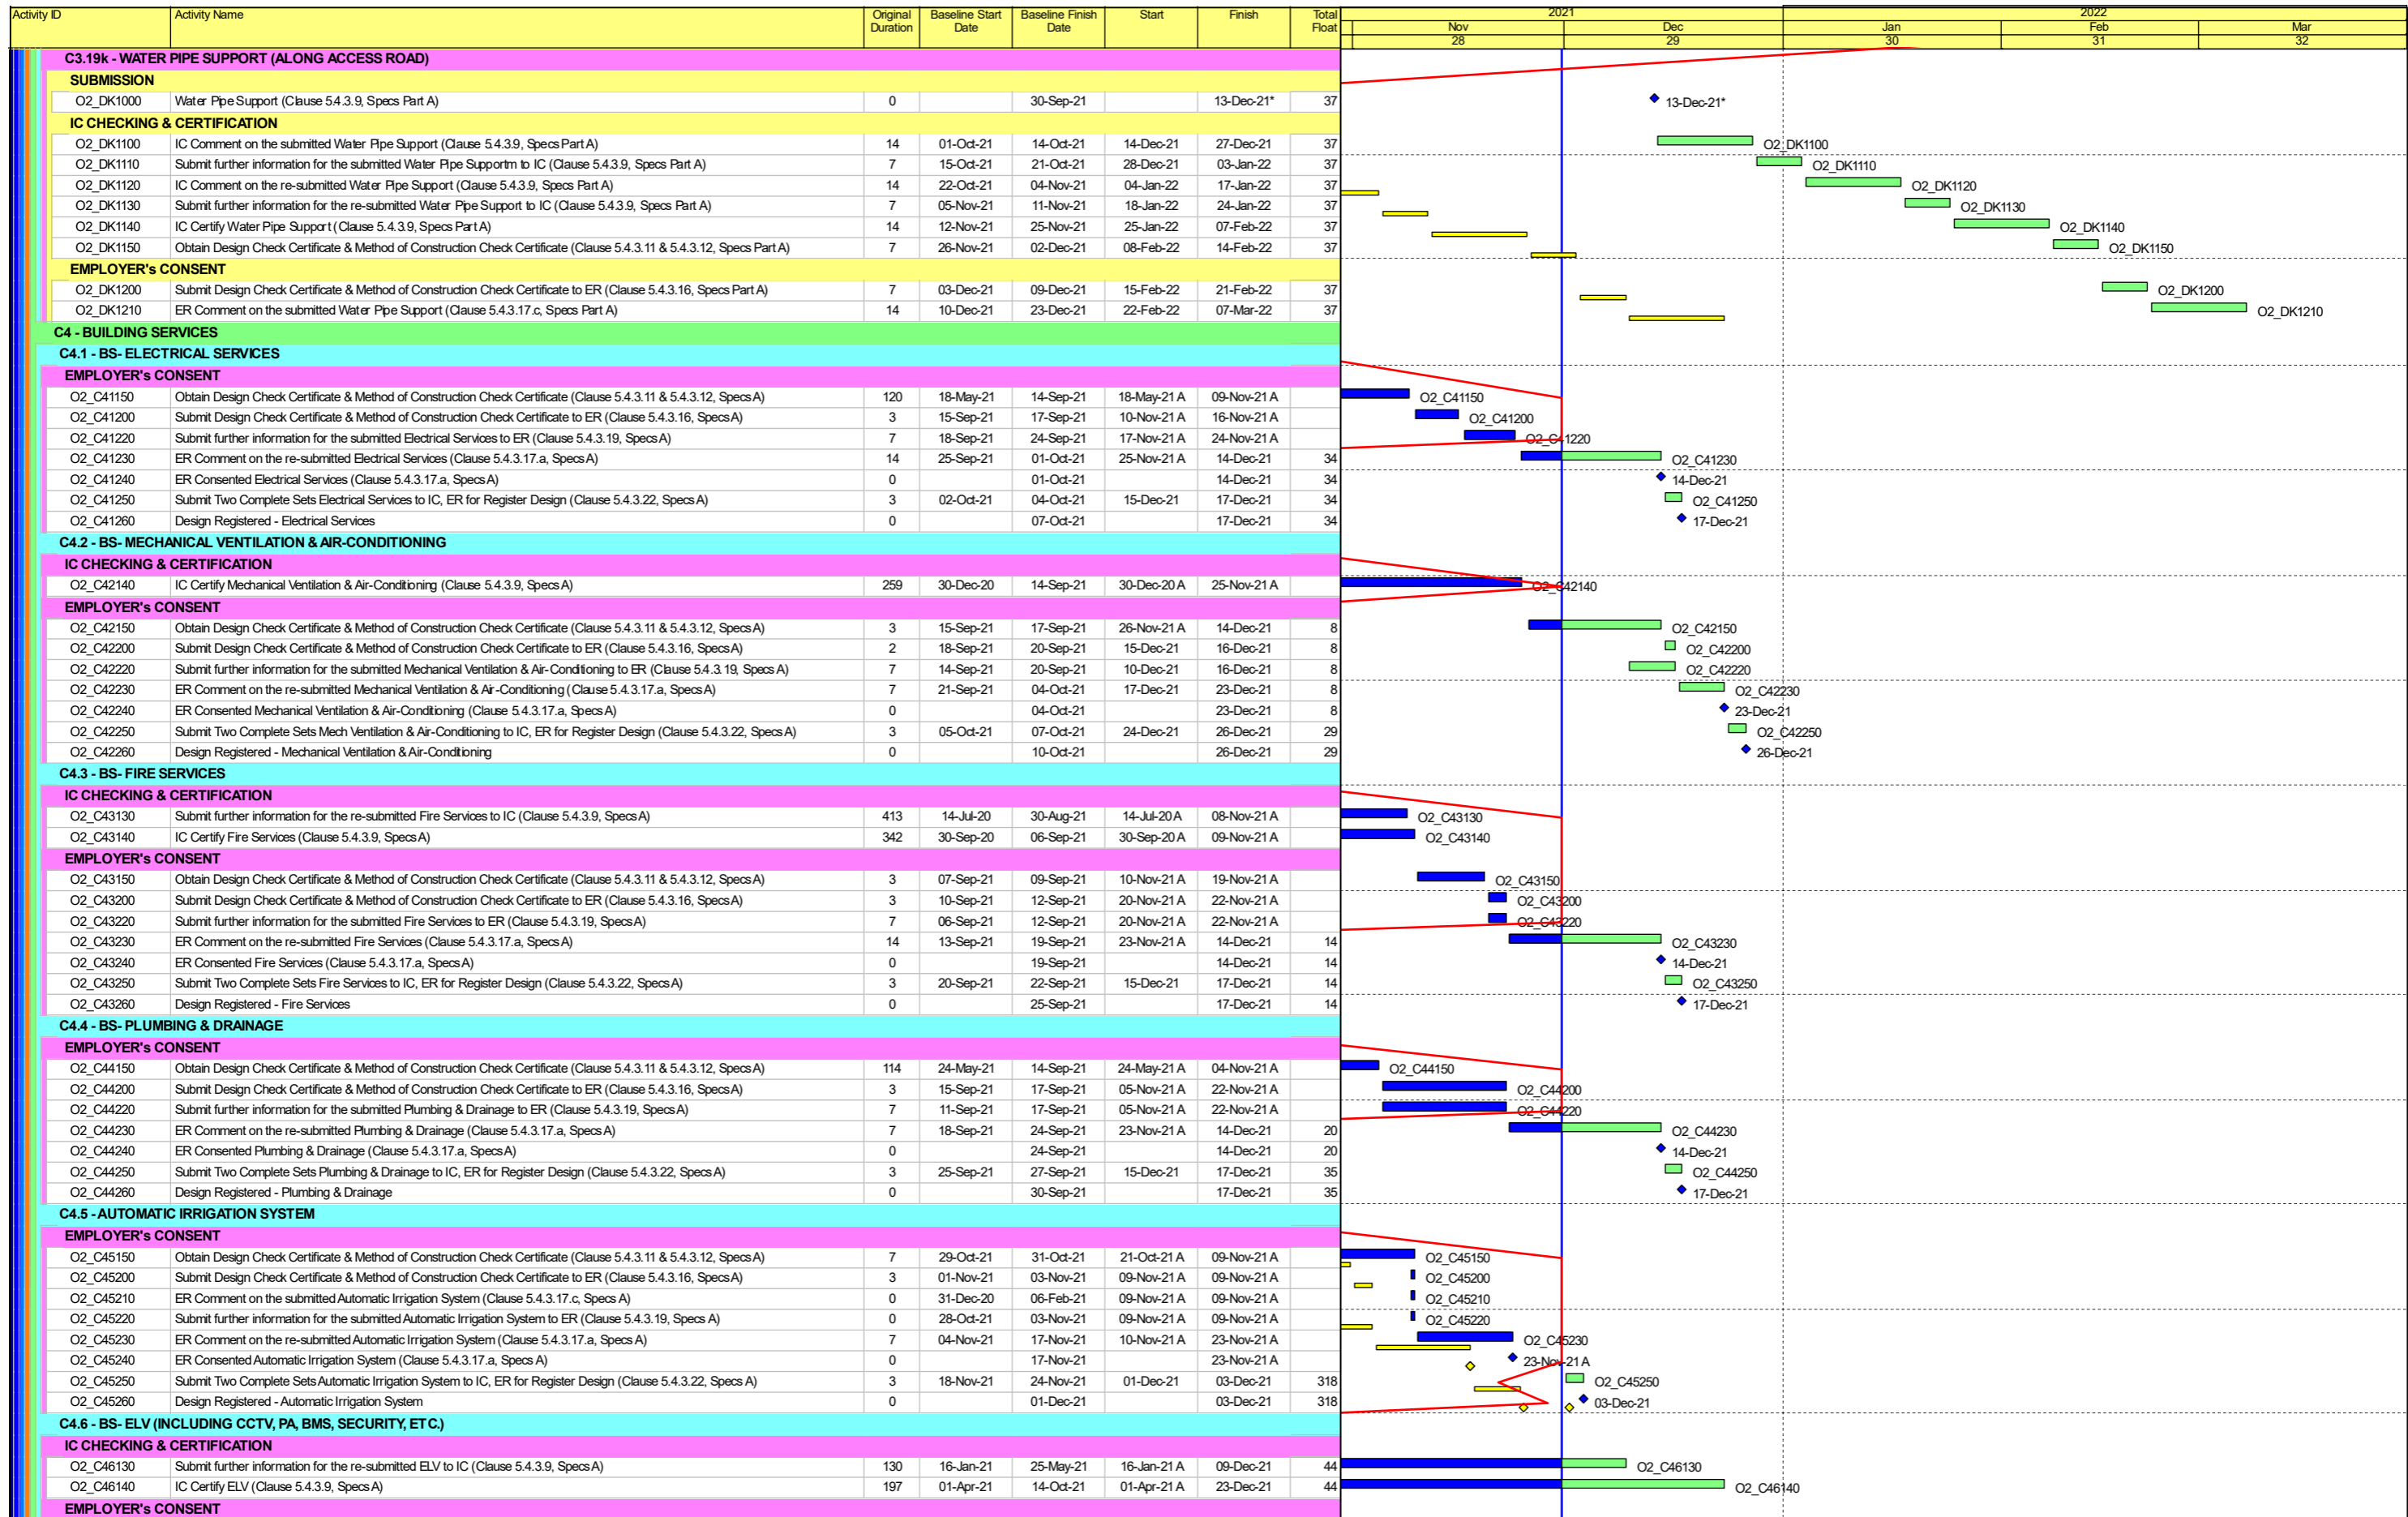 Activity ID Activity Name Original Duration Baseline Start Date Baseline Finish Date Start Finish Total Float 2021 2022
Nov Dec Jan Feb Mar
28 29 30 31 32
C3.19k - WATER PIPE SUPPORT (ALONG ACCESS ROAD)
SUBMISSION
O2_DK1000 Water Pipe Support (Clause 5.4.3.9, Specs Part A) 0 30-Sep-21 13-Dec-21* 37 13-Dec-21*
IC CHECKING & CERTIFICATION
O2_DK1100 IC Comment on the submitted Water Pipe Support (Clause 5.4.3.9, Specs Part A) 14 01-Oct-21 14-Oct-21 14-Dec-21 27-Dec-21 37 O2_DK1100
O2_DK1110 Submit further information for the submitted Water Pipe Supportm to IC (Clause 5.4.3.9, Specs Part A) 7 15-Oct-21 21-Oct-21 28-Dec-21 03-Jan-22 37 O2_DK1110
O2_DK1120 IC Comment on the re-submitted Water Pipe Support (Clause 5.4.3.9, Specs Part A) 14 22-Oct-21 04-Nov-21 04-Jan-22 17-Jan-22 37 O2_DK1120
O2_DK1130 Submit further information for the re-submitted Water Pipe Support to IC (Clause 5.4.3.9, Specs Part A) 7 05-Nov-21 11-Nov-21 18-Jan-22 24-Jan-22 37 O2_DK1130
O2_DK1140 IC Certify Water Pipe Support (Clause 5.4.3.9, Specs Part A) 14 12-Nov-21 25-Nov-21 25-Jan-22 07-Feb-22 37 O2_DK1140
O2_DK1150 Obtain Design Check Certificate & Method of Construction Check Certificate (Clause 5.4.3.11 & 5.4.3.12, Specs Part A) 7 26-Nov-21 02-Dec-21 08-Feb-22 14-Feb-22 37 O2_DK1150
EMPLOYER's CONSENT
O2_DK1200 Submit Design Check Certificate & Method of Construction Check Certificate to ER (Clause 5.4.3.16, Specs Part A) 7 03-Dec-21 09-Dec-21 15-Feb-22 21-Feb-22 37 O2_DK1200
O2_DK1210 ER Comment on the submitted Water Pipe Support (Clause 5.4.3.17.c, Specs Part A) 14 10-Dec-21 23-Dec-21 22-Feb-22 07-Mar-22 37 O2_DK1210
C4 - BUILDING SERVICES
C4.1 - BS- ELECTRICAL SERVICES
EMPLOYER's CONSENT
O2_C41150 Obtain Design Check Certificate & Method of Construction Check Certificate (Clause 5.4.3.11 & 5.4.3.12, Specs A) 120 18-May-21 14-Sep-21 18-May-21 A 09-Nov-21 A O2_C41150
O2_C41200 Submit Design Check Certificate & Method of Construction Check Certificate to ER (Clause 5.4.3.16, Specs A) 3 15-Sep-21 17-Sep-21 10-Nov-21 A 16-Nov-21 A O2_C41200
O2_C41220 Submit further information for the submitted Electrical Services to ER (Clause 5.4.3.19, Specs A) 7 18-Sep-21 24-Sep-21 17-Nov-21 A 24-Nov-21 A O2_C41220
O2_C41230 ER Comment on the re-submitted Electrical Services (Clause 5.4.3.17.a, Specs A) 14 25-Sep-21 01-Oct-21 25-Nov-21 A 14-Dec-21 34 O2_C41230
O2_C41240 ER Consented Electrical Services (Clause 5.4.3.17.a, Specs A) 0 01-Oct-21 14-Dec-21 34 14-Dec-21
O2_C41250 Submit Two Complete Sets Electrical Services to IC, ER for Register Design (Clause 5.4.3.22, Specs A) 3 02-Oct-21 04-Oct-21 15-Dec-21 17-Dec-21 34 O2_C41250
O2_C41260 Design Registered - Electrical Services 0 07-Oct-21 17-Dec-21 34 17-Dec-21
C4.2 - BS- MECHANICAL VENTILATION & AIR-CONDITIONING
IC CHECKING & CERTIFICATION
O2_C42140 IC Certify Mechanical Ventilation & Air-Conditioning (Clause 5.4.3.9, Specs A) 259 30-Dec-20 14-Sep-21 30-Dec-20 A 25-Nov-21 A O2_C42140
EMPLOYER's CONSENT
O2_C42150 Obtain Design Check Certificate & Method of Construction Check Certificate (Clause 5.4.3.11 & 5.4.3.12, Specs A) 3 15-Sep-21 17-Sep-21 26-Nov-21 A 14-Dec-21 8 O2_C42150
O2_C42200 Submit Design Check Certificate & Method of Construction Check Certificate to ER (Clause 5.4.3.16, Specs A) 2 18-Sep-21 20-Sep-21 15-Dec-21 16-Dec-21 8 O2_C42200
O2_C42220 Submit further information for the submitted Mechanical Ventilation & Air-Conditioning to ER (Clause 5.4.3.19, Specs A) 7 14-Sep-21 20-Sep-21 10-Dec-21 16-Dec-21 8 O2_C42220
O2_C42230 ER Comment on the re-submitted Mechanical Ventilation & Air-Conditioning (Clause 5.4.3.17.a, Specs A) 7 21-Sep-21 04-Oct-21 17-Dec-21 23-Dec-21 8 O2_C42230
O2_C42240 ER Consented Mechanical Ventilation & Air-Conditioning (Clause 5.4.3.17.a, Specs A) 0 04-Oct-21 23-Dec-21 8 23-Dec-21
O2_C42250 Submit Two Complete Sets Mech Ventilation & Air-Conditioning to IC, ER for Register Design (Clause 5.4.3.22, Specs A) 3 05-Oct-21 07-Oct-21 24-Dec-21 26-Dec-21 29 O2_C42250
O2_C42260 Design Registered - Mechanical Ventilation & Air-Conditioning 0 10-Oct-21 26-Dec-21 29 26-Dec-21
C4.3 - BS- FIRE SERVICES
IC CHECKING & CERTIFICATION
O2_C43130 Submit further information for the re-submitted Fire Services to IC (Clause 5.4.3.9, Specs A) 413 14-Jul-20 30-Aug-21 14-Jul-20 A 08-Nov-21 A O2_C43130
O2_C43140 IC Certify Fire Services (Clause 5.4.3.9, Specs A) 342 30-Sep-20 06-Sep-21 30-Sep-20 A 09-Nov-21 A O2_C43140
EMPLOYER's CONSENT
O2_C43150 Obtain Design Check Certificate & Method of Construction Check Certificate (Clause 5.4.3.11 & 5.4.3.12, Specs A) 3 07-Sep-21 09-Sep-21 10-Nov-21 A 19-Nov-21 A O2_C43150
O2_C43200 Submit Design Check Certificate & Method of Construction Check Certificate to ER (Clause 5.4.3.16, Specs A) 3 10-Sep-21 12-Sep-21 20-Nov-21 A 22-Nov-21 A O2_C43200
O2_C43220 Submit further information for the submitted Fire Services to ER (Clause 5.4.3.19, Specs A) 7 06-Sep-21 12-Sep-21 20-Nov-21 A 22-Nov-21 A O2_C43220
O2_C43230 ER Comment on the re-submitted Fire Services (Clause 5.4.3.17.a, Specs A) 14 13-Sep-21 19-Sep-21 23-Nov-21 A 14-Dec-21 14 O2_C43230
O2_C43240 ER Consented Fire Services (Clause 5.4.3.17.a, Specs A) 0 19-Sep-21 14-Dec-21 14 14-Dec-21
O2_C43250 Submit Two Complete Sets Fire Services to IC, ER for Register Design (Clause 5.4.3.22, Specs A) 3 20-Sep-21 22-Sep-21 15-Dec-21 17-Dec-21 14 O2_C43250
O2_C43260 Design Registered - Fire Services 0 25-Sep-21 17-Dec-21 14 17-Dec-21
C4.4 - BS- PLUMBING & DRAINAGE
EMPLOYER's CONSENT
O2_C44150 Obtain Design Check Certificate & Method of Construction Check Certificate (Clause 5.4.3.11 & 5.4.3.12, Specs A) 114 24-May-21 14-Sep-21 24-May-21 A 04-Nov-21 A O2_C44150
O2_C44200 Submit Design Check Certificate & Method of Construction Check Certificate to ER (Clause 5.4.3.16, Specs A) 3 15-Sep-21 17-Sep-21 05-Nov-21 A 22-Nov-21 A O2_C44200
O2_C44220 Submit further information for the submitted Plumbing & Drainage to ER (Clause 5.4.3.19, Specs A) 7 11-Sep-21 17-Sep-21 05-Nov-21 A 22-Nov-21 A O2_C44220
O2_C44230 ER Comment on the re-submitted Plumbing & Drainage (Clause 5.4.3.17.a, Specs A) 7 18-Sep-21 24-Sep-21 23-Nov-21 A 14-Dec-21 20 O2_C44230
O2_C44240 ER Consented Plumbing & Drainage (Clause 5.4.3.17.a, Specs A) 0 24-Sep-21 14-Dec-21 20 14-Dec-21
O2_C44250 Submit Two Complete Sets Plumbing & Drainage to IC, ER for Register Design (Clause 5.4.3.22, Specs A) 3 25-Sep-21 27-Sep-21 15-Dec-21 17-Dec-21 35 O2_C44250
O2_C44260 Design Registered - Plumbing & Drainage 0 30-Sep-21 17-Dec-21 35 17-Dec-21
C4.5 - AUTOMATIC IRRIGATION SYSTEM
EMPLOYER's CONSENT
O2_C45150 Obtain Design Check Certificate & Method of Construction Check Certificate (Clause 5.4.3.11 & 5.4.3.12, Specs A) 7 29-Oct-21 31-Oct-21 21-Oct-21 A 09-Nov-21 A O2_C45150
O2_C45200 Submit Design Check Certificate & Method of Construction Check Certificate to ER (Clause 5.4.3.16, Specs A) 3 01-Nov-21 03-Nov-21 09-Nov-21 A 09-Nov-21 A O2_C45200
O2_C45210 ER Comment on the submitted Automatic Irrigation System (Clause 5.4.3.17.c, Specs A) 0 31-Dec-20 06-Feb-21 09-Nov-21 A 09-Nov-21 A O2_C45210
O2_C45220 Submit further information for the submitted Automatic Irrigation System to ER (Clause 5.4.3.19, Specs A) 0 28-Oct-21 03-Nov-21 09-Nov-21 A 09-Nov-21 A O2_C45220
O2_C45230 ER Comment on the re-submitted Automatic Irrigation System (Clause 5.4.3.17.a, Specs A) 7 04-Nov-21 17-Nov-21 10-Nov-21 A 23-Nov-21 A O2_C45230
O2_C45240 ER Consented Automatic Irrigation System (Clause 5.4.3.17.a, Specs A) 0 17-Nov-21 23-Nov-21 A 23-Nov-21 A
O2_C45250 Submit Two Complete Sets Automatic Irrigation System to IC, ER for Register Design (Clause 5.4.3.22, Specs A) 3 18-Nov-21 24-Nov-21 01-Dec-21 03-Dec-21 318 O2_C45250
O2_C45260 Design Registered - Automatic Irrigation System 0 01-Dec-21 03-Dec-21 318 03-Dec-21
C4.6 - BS- ELV (INCLUDING CCTV, PA, BMS, SECURITY, ETC.)
IC CHECKING & CERTIFICATION
O2_C46130 Submit further information for the re-submitted ELV to IC (Clause 5.4.3.9, Specs A) 130 16-Jan-21 25-May-21 16-Jan-21 A 09-Dec-21 44 O2_C46130
O2_C46140 IC Certify ELV (Clause 5.4.3.9, Specs A) 197 01-Apr-21 14-Oct-21 01-Apr-21 A 23-Dec-21 44 O2_C46140
EMPLOYER's CONSENT